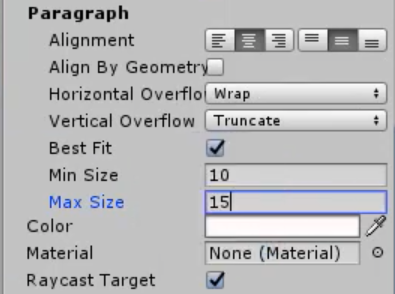 Paragraph
Alignment
Align By Geometry
Horizontal Overflo Wrap
Vertical Overflow Truncate
Best Fit
Min Size 10
Max Size 15
Color
Material None (Material)
Raycast Target